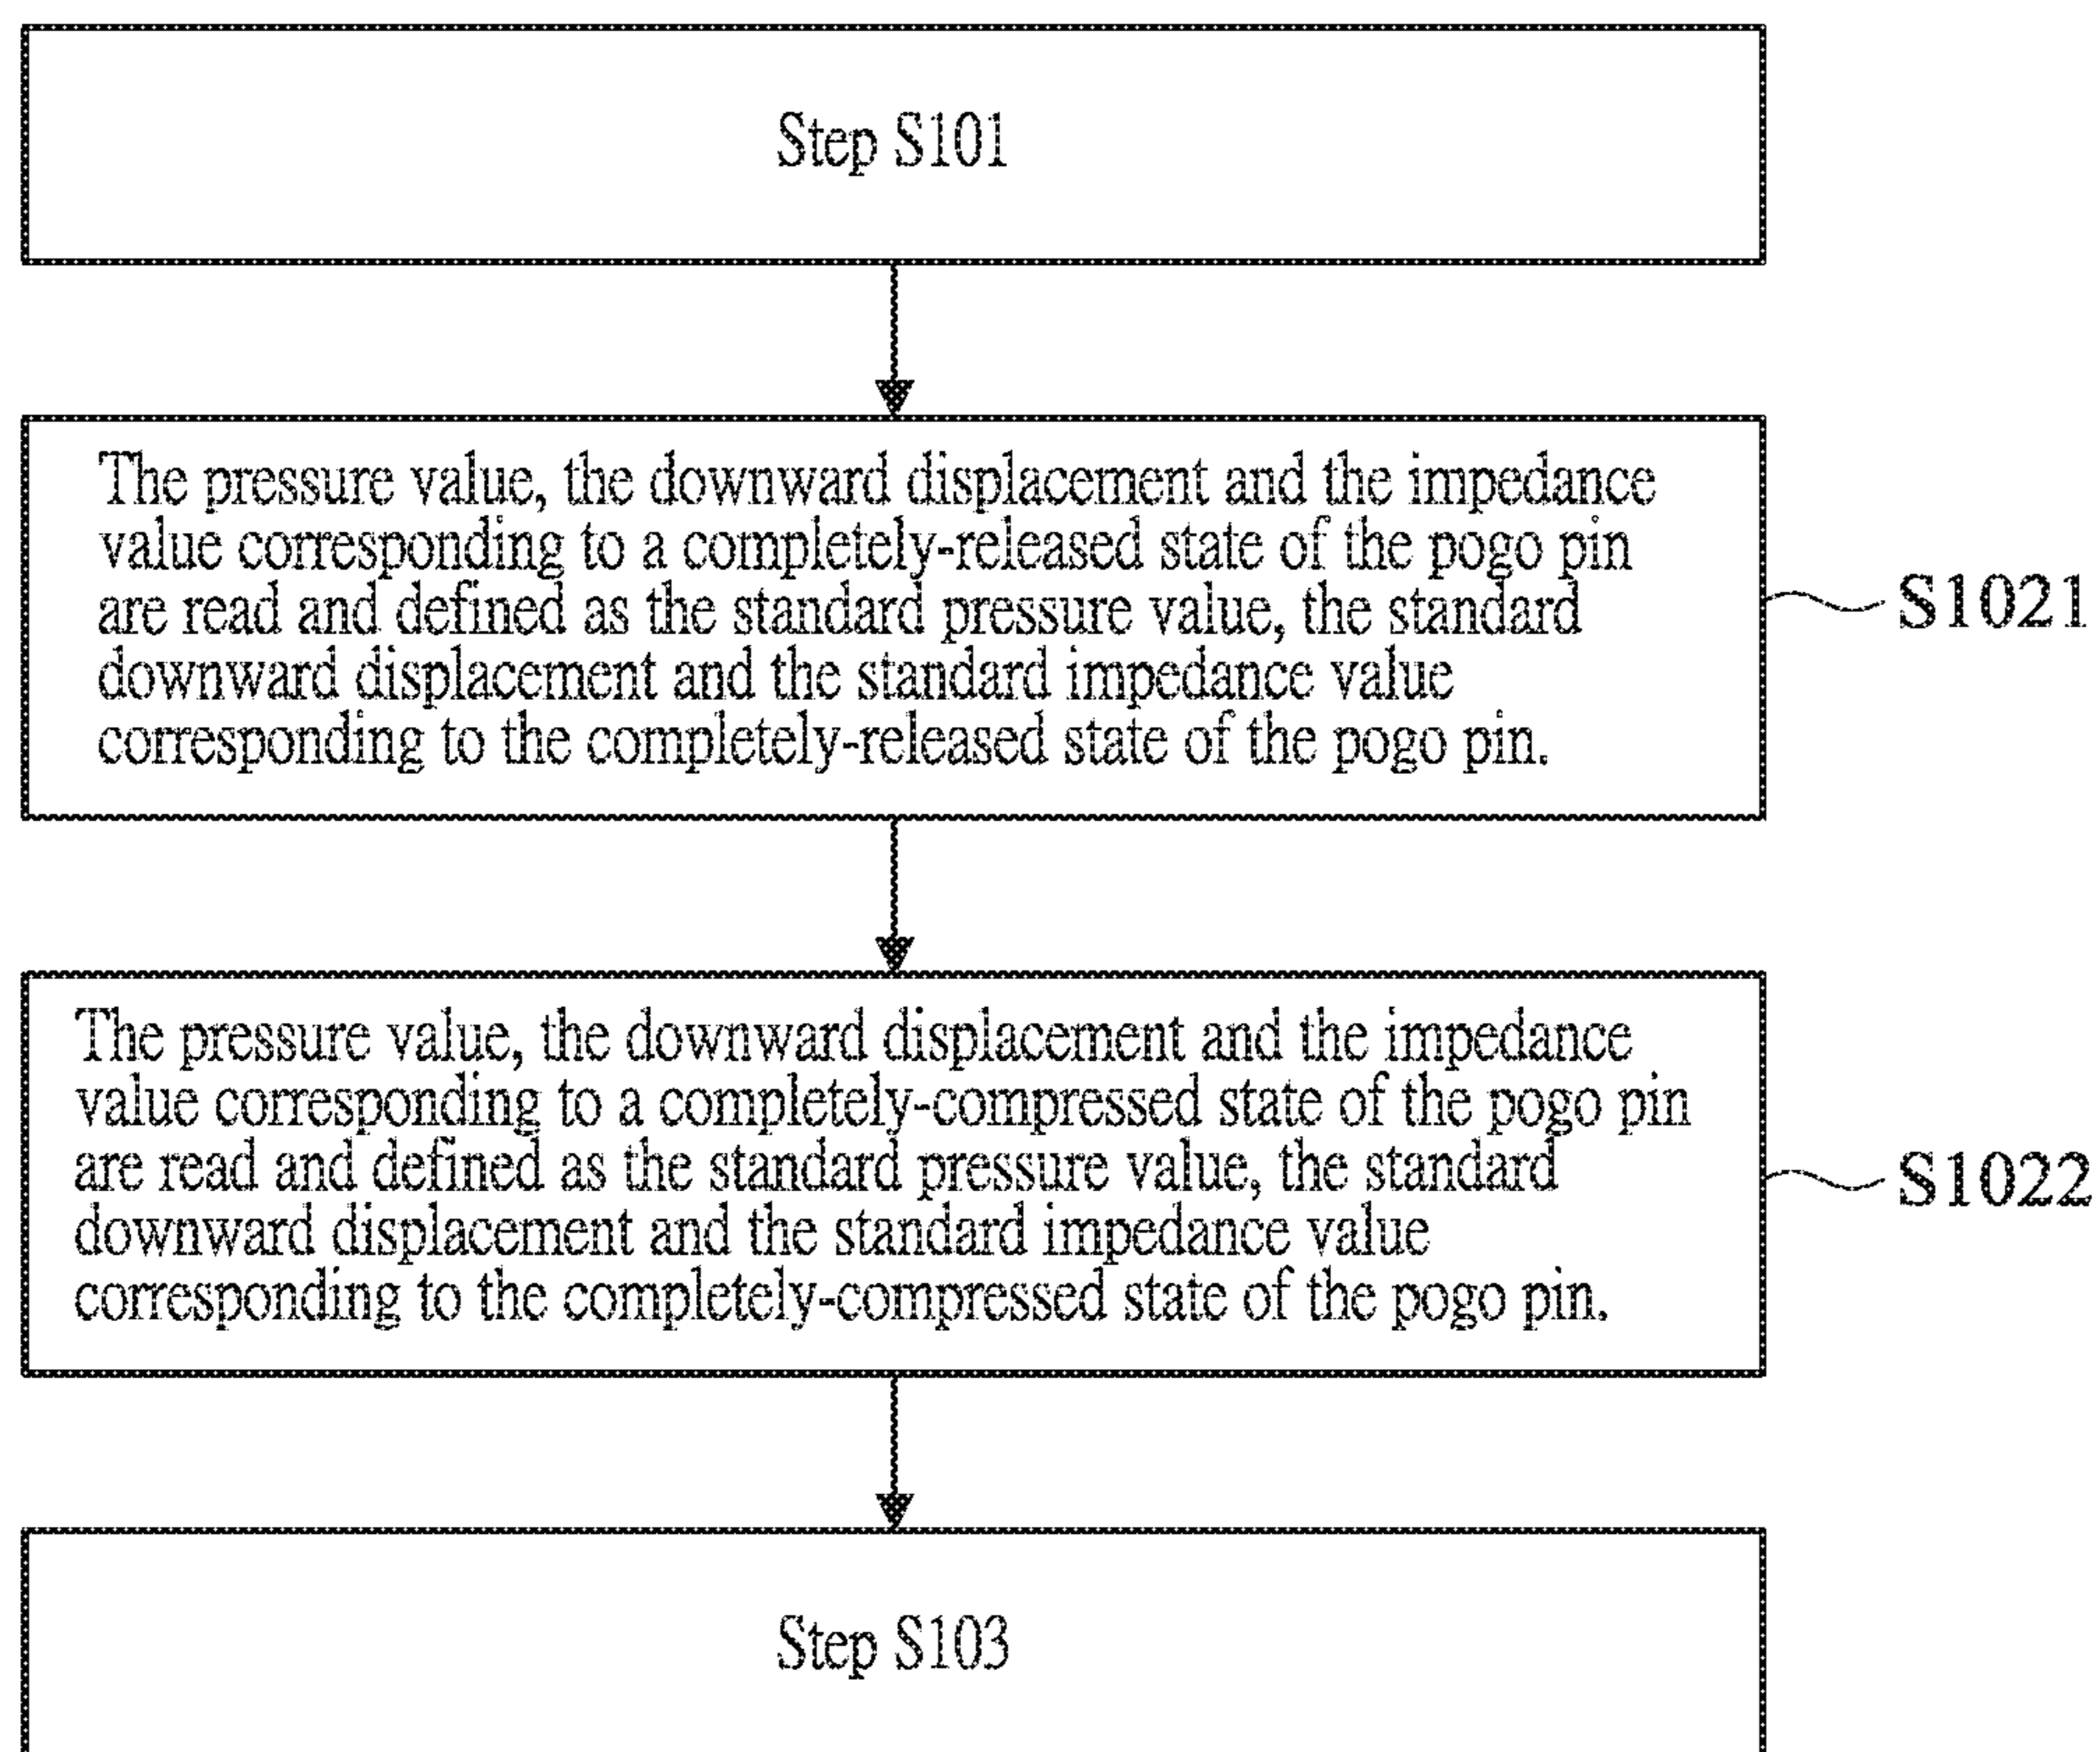 Step S101
The pressure value, the downward displacement and the impedance
value corresponding to a completely-released state of the pogo pin
are read and defined as the standard pressure value, the standard
downward displacement and the standard impedance value
corresponding to the completely-released state of the pogo pin.
S1021
The pressure value, the downward displacement and the impedance
value corresponding to a completely-compressed state of the pogo pin
are read and defined as the standard pressure value, the standard
downward displacement and the standard impedance value
corresponding to the completely-compressed state of the pogo pin.
S1022
Step S103